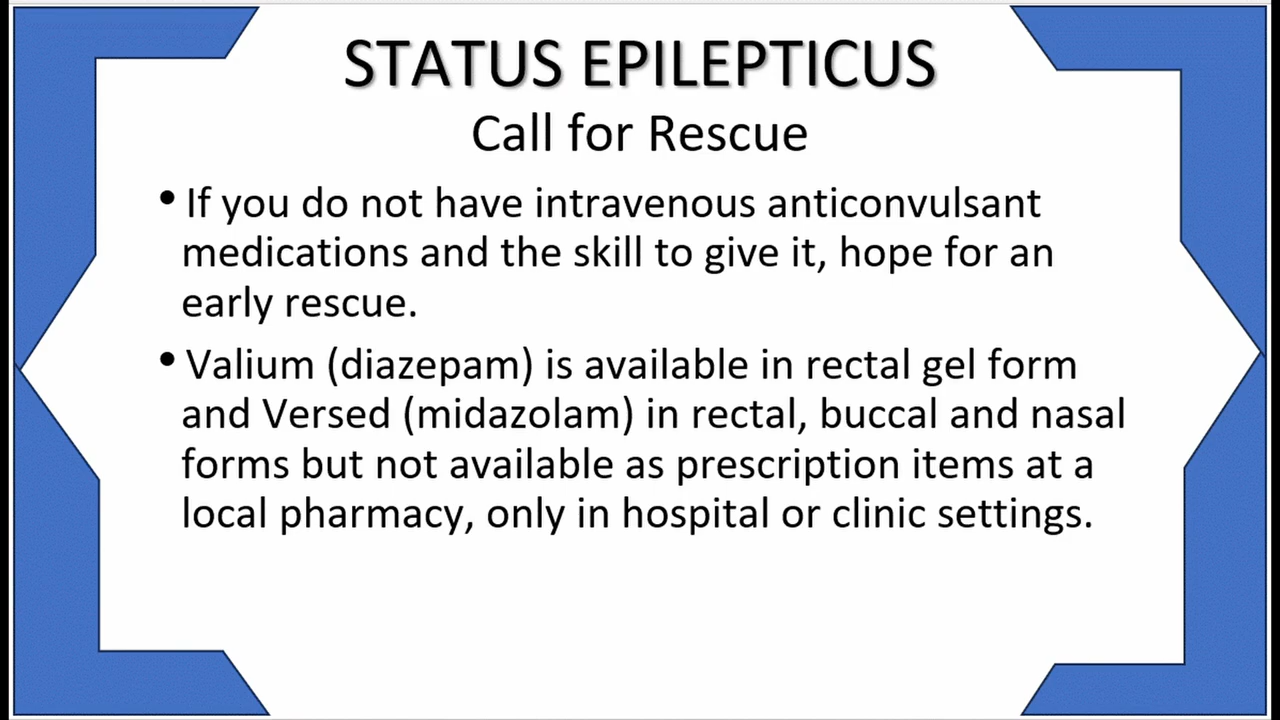 STATUS EPILEPTICUS
Call for Rescue
• If you do not have intravenous anticonvulsant
medications and the skill to give it, hope for an
early rescue.
• Valium (diazepam) is available in rectal gel form
and Versed (midazolam) in rectal, buccal and nasal
forms but not available as prescription items at a
local pharmacy, only in hospital or clinic settings.